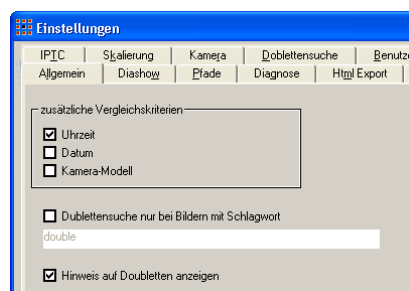 Einstellungen
IPTC Skalierung Kamera Doblettensuche Benutze
Allgemein Diashow Pfade Diagnose Html Export
zusätzliche Vergleichskriterien
Uhrzeit
Datum
Kamera-Modell
Dublettensuche nur bei Bildern mit Schlagwort
double
Hinweis auf Doubletten anzeigen